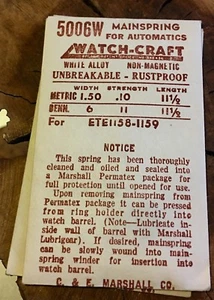 5006W MAINSPRING
FOR AUTOMATICS
WATCH-CRAFT
WHITE ALLOY NON-MAGNETIC
UNBREAKABLE - RUSTPROOF
WIDTH STRENGTH LENGTH
METRIC 1.50 .10 11½
DENN. 6 11 11½
For ETE1158-1159
NOTICE
This spring has been thoroughly
cleaned and oiled and sealed into
a Marshall Permatex package for
full protection until opened for use.
Upon removing mainspring from
Permatex package it can be pressed
from ring holder directly into
watch barrel. (Note—Lubricate in-
side wall of barrel with Marshall
Lubricear). If desired, mainspring
can be slowly wound into main-
spring winder for insertion into
watch barrel.
C. & E. MARSHALL CO.